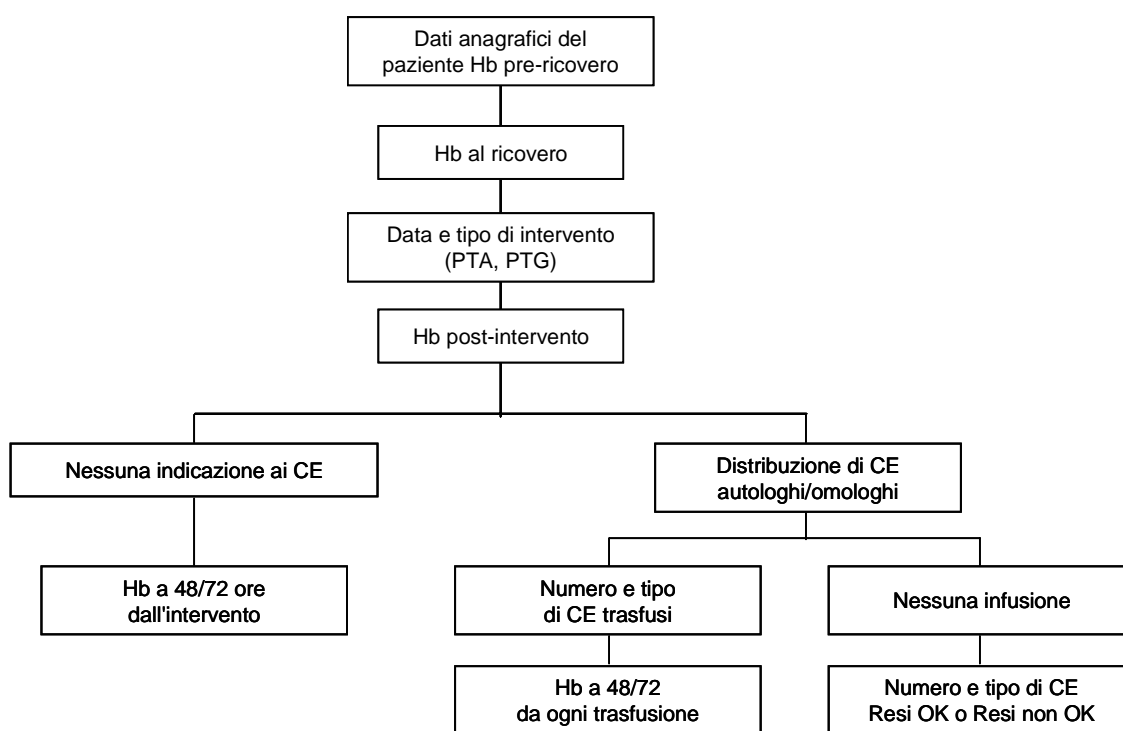 Dati anagrafici del
paziente Hb pre-ricovero
Hb al ricovero
Data e tipo di intervento
(PTA, PTG)
Hb post-intervento
Nessuna indicazione ai CE
Distribuzione di CE
autologhi/omologhi
Hb a 48/72 ore
dall'intervento
Numero e tipo
di CE trasfusi
Nessuna infusione
Hb a 48/72
da ogni trasfusione
Numero e tipo di CE
Resi OK o Resi non OK